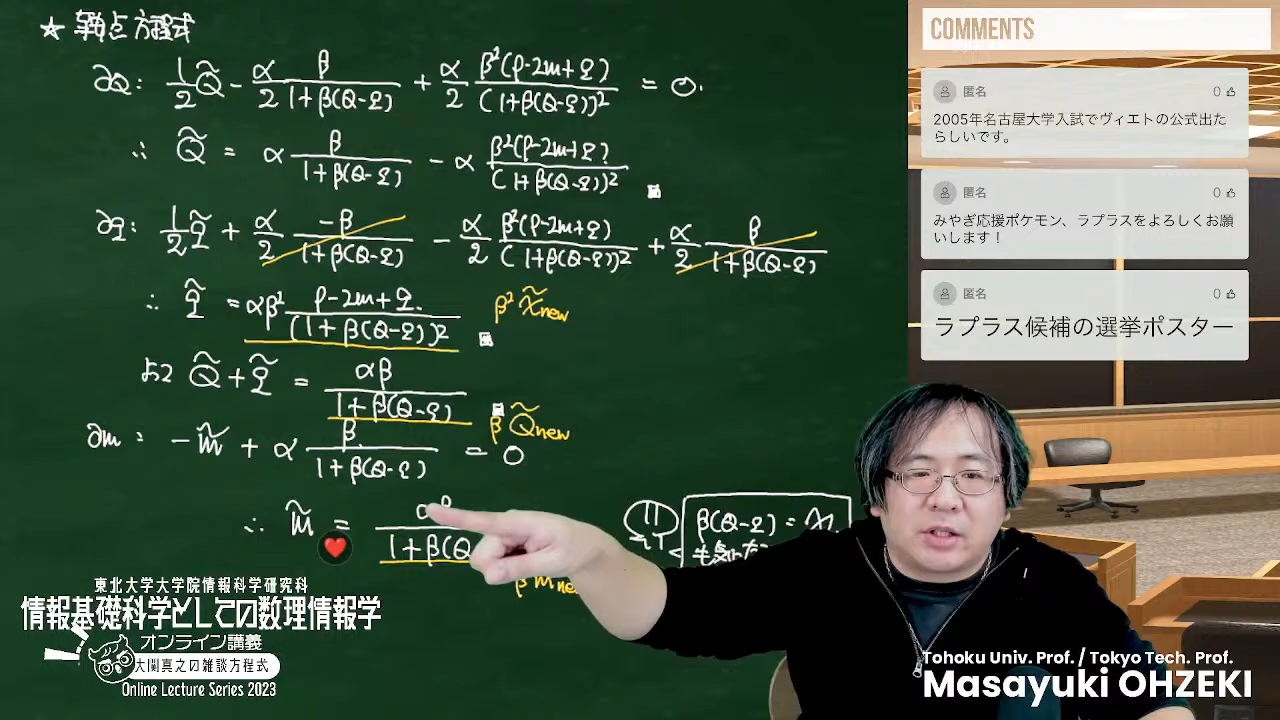 ★ 鞍点方程式
∂Q: 1/2 Q̃ - α/2 β/(1+β(Q-q)) + α/2 β²(ρ-2m+q)/(1+β(Q-q))² = 0.
∴ Q̃ = α β/(1+β(Q-q)) - α β²(ρ-2m+q)/(1+β(Q-q))²
∂q: 1/2 q̃ + α/2 -β/(1+β(Q-q)) - α/2 β²(ρ-2m+q)/(1+β(Q-q))² + α/2 β/(1+β(Q-q))
∴ q̃ = αβ² (ρ-2m+q)/(1+β(Q-q))² β² χ̃new
よって Q̃+q̃ = αβ/(1+β(Q-q)) β Q̃new
∂m: -m̃ + α β/(1+β(Q-q)) = 0
∴ m̃ = 1+β(Q
β(Q-q) =
東北大学大学院情報科学研究科
情報基礎科学としての数理情報学
オンライン講義
大関真之の雑談方程式
Online Lecture Series 2023
COMMENTS
匿名 0
2005年名古屋大学入試でヴィエトの公式出た
らしいです。
匿名 0
みやぎ応援ポケモン、ラプラスをよろしくお願
いします！
匿名 0
ラプラス候補の選挙ポスター
Tohoku Univ. Prof. / Tokyo Tech. Prof.
Masayuki OHZEKI